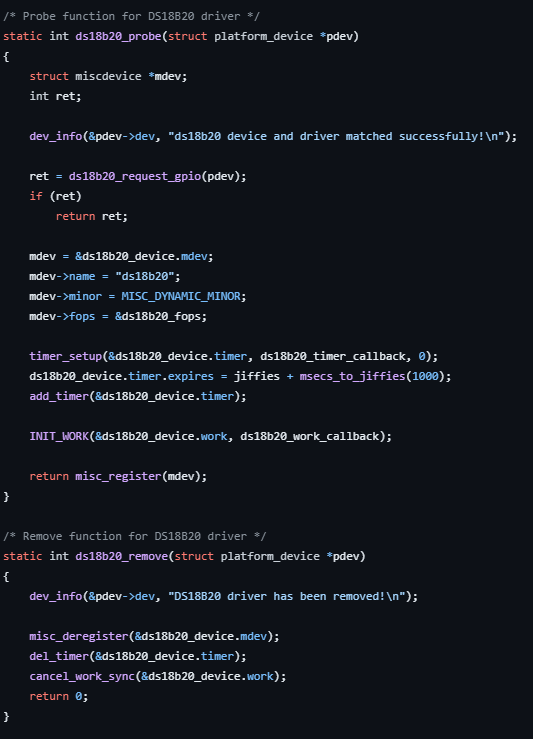 /* Probe function for DS18B20 driver */
static int ds18b20_probe(struct platform_device *pdev)
{
    struct miscdevice *mdev;
    int ret;

    dev_info(&pdev->dev, "ds18b20 device and driver matched successfully!\n");

    ret = ds18b20_request_gpio(pdev);
    if (ret)
        return ret;

    mdev = &ds18b20_device.mdev;
    mdev->name = "ds18b20";
    mdev->minor = MISC_DYNAMIC_MINOR;
    mdev->fops = &ds18b20_fops;

    timer_setup(&ds18b20_device.timer, ds18b20_timer_callback, 0);
    ds18b20_device.timer.expires = jiffies + msecs_to_jiffies(1000);
    add_timer(&ds18b20_device.timer);

    INIT_WORK(&ds18b20_device.work, ds18b20_work_callback);

    return misc_register(mdev);
}

/* Remove function for DS18B20 driver */
static int ds18b20_remove(struct platform_device *pdev)
{
    dev_info(&pdev->dev, "DS18B20 driver has been removed!\n");

    misc_deregister(&ds18b20_device.mdev);
    del_timer(&ds18b20_device.timer);
    cancel_work_sync(&ds18b20_device.work);
    return 0;
}